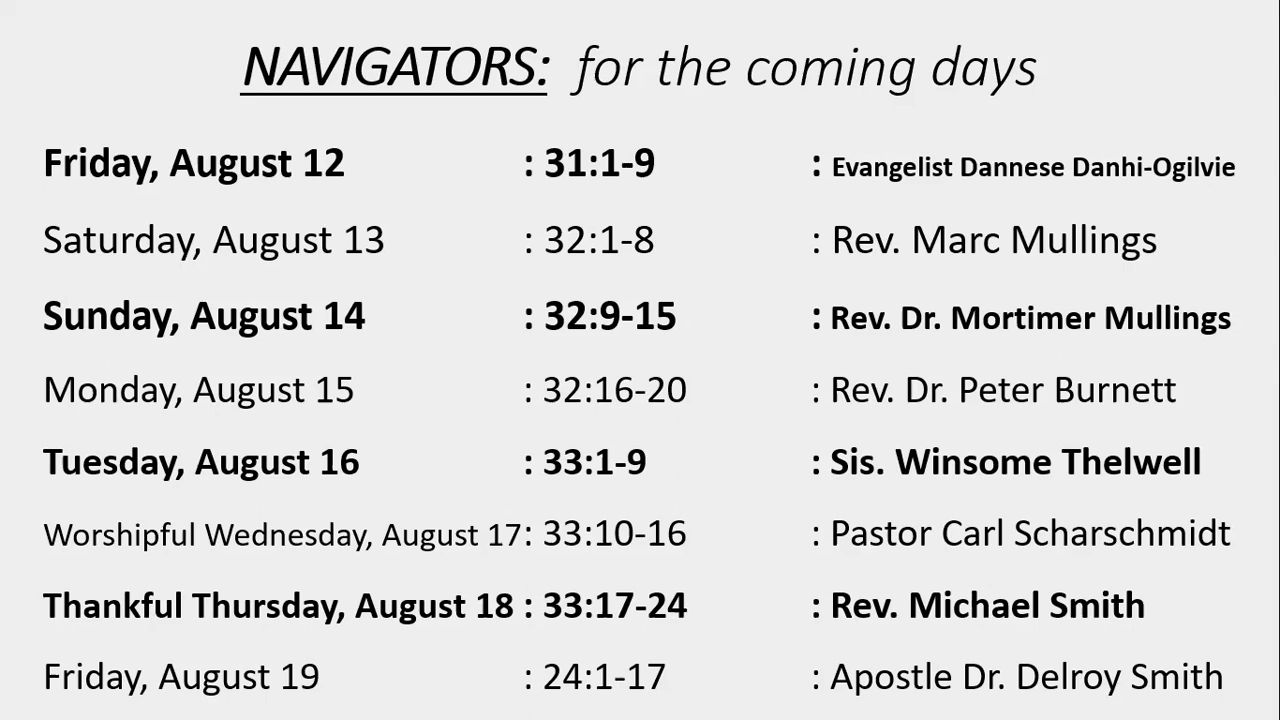 NAVIGATORS: for the coming days
Friday, August 12 : 31:1-9 : Evangelist Dannese Danhi-Ogilvie
Saturday, August 13 : 32:1-8 : Rev. Marc Mullings
Sunday, August 14 : 32:9-15 : Rev. Dr. Mortimer Mullings
Monday, August 15 : 32:16-20 : Rev. Dr. Peter Burnett
Tuesday, August 16 : 33:1-9 : Sis. Winsome Thelwell
Worshipful Wednesday, August 17: 33:10-16 : Pastor Carl Scharschmidt
Thankful Thursday, August 18 : 33:17-24 : Rev. Michael Smith
Friday, August 19 : 24:1-17 : Apostle Dr. Delroy Smith